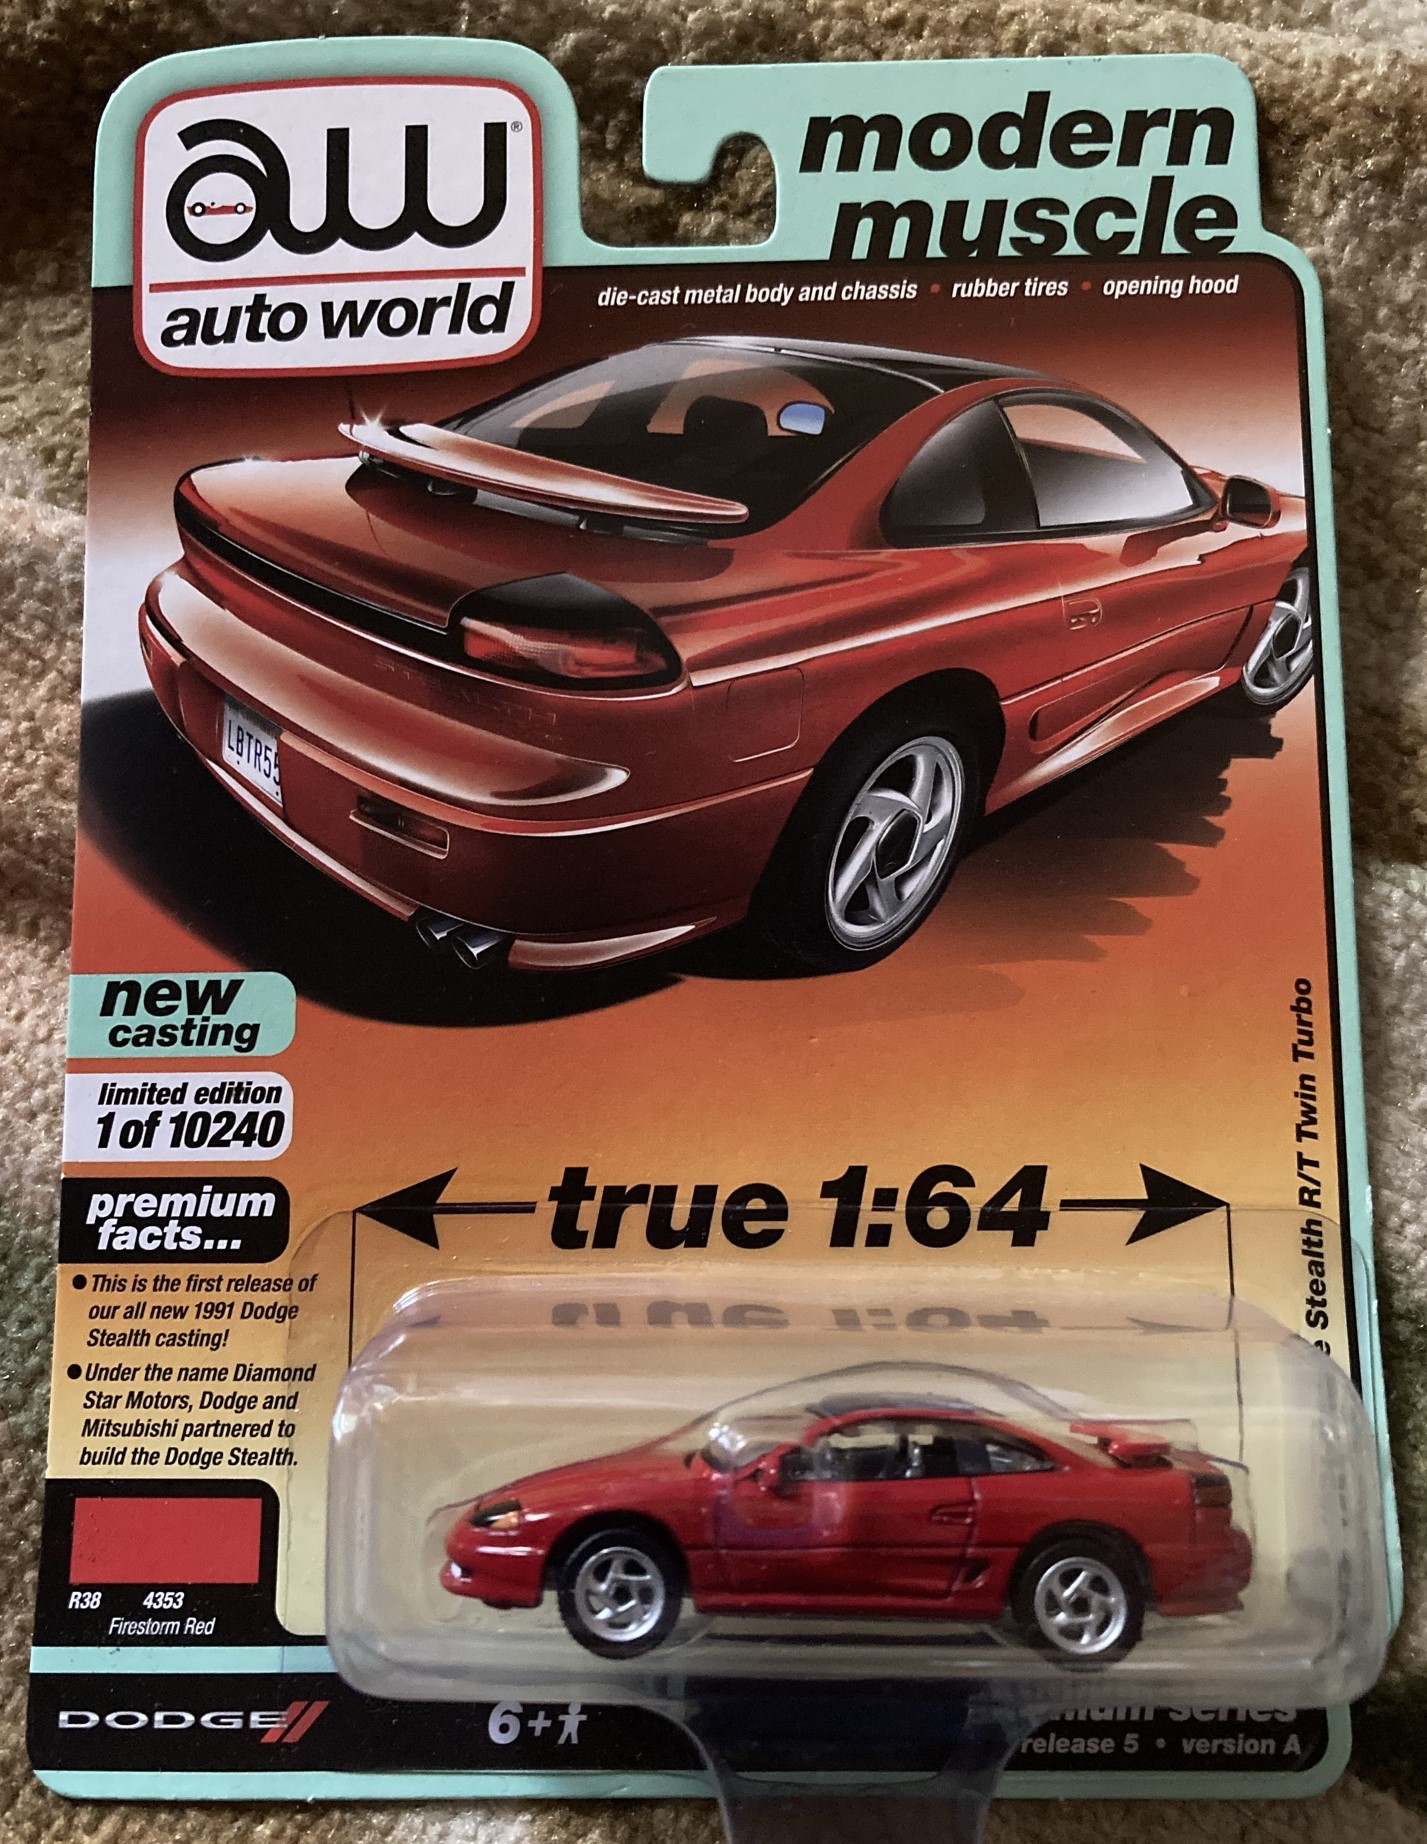 aw®
auto world
modern
muscle
die-cast metal body and chassis • rubber tires • opening hood
STEALTH
LBTR55
new
casting
limited edition
1 of 10240
premium
facts...
true 1:64
● This is the first release of
our all new 1991 Dodge
Stealth casting!
● Under the name Diamond
Star Motors, Dodge and
Mitsubishi partnered to
build the Dodge Stealth.
Stealth R/T Twin Turbo
R38 4353
Firestorm Red
DODGE
6+
series
release 5 • version A